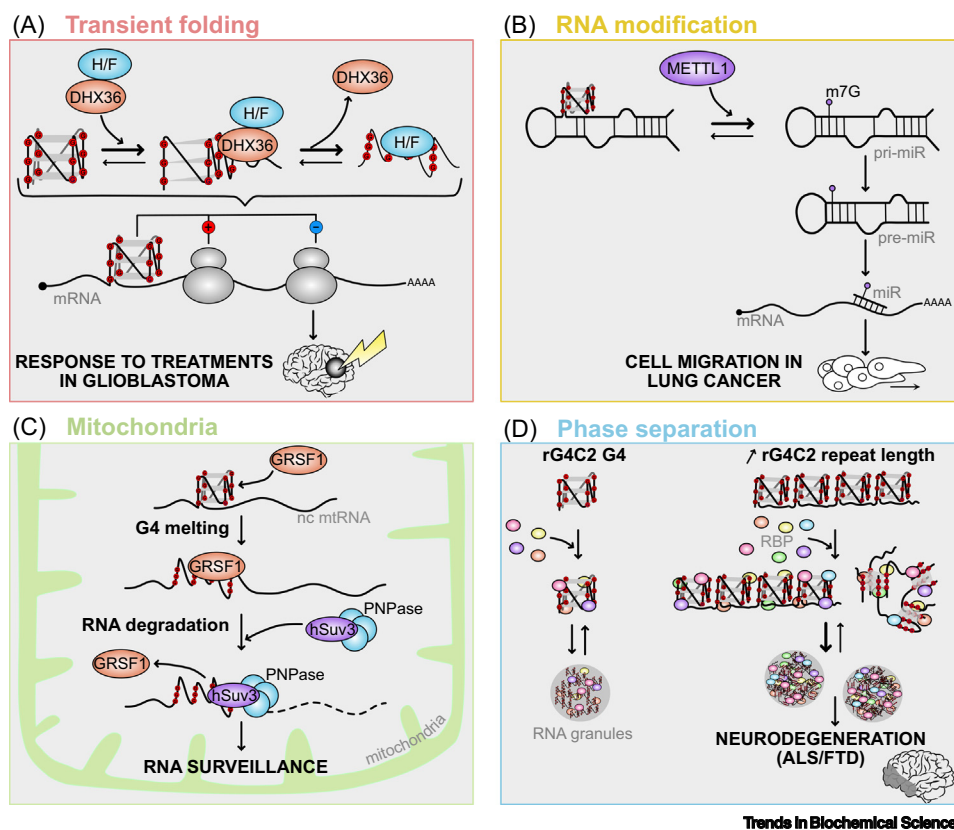 (A) Transient folding
H/F
DHX36
H/F
DHX36
DHX36
H/F
+
−
mRNA
AAAA
RESPONSE TO TREATMENTS
IN GLIOBLASTOMA
(B) RNA modification
METTL1
m7G
pri-miR
pre-miR
miR
mRNA
AAAA
CELL MIGRATION IN
LUNG CANCER
(C) Mitochondria
GRSF1
nc mtRNA
G4 melting
GRSF1
RNA degradation
PNPase
hSuv3
GRSF1
PNPase
hSuv3
mitochondria
RNA SURVEILLANCE
(D) Phase separation
rG4C2 G4
↗ rG4C2 repeat length
RBP
RNA granules
NEURODEGENERATION
(ALS/FTD)
Trends in Biochemical Sciences